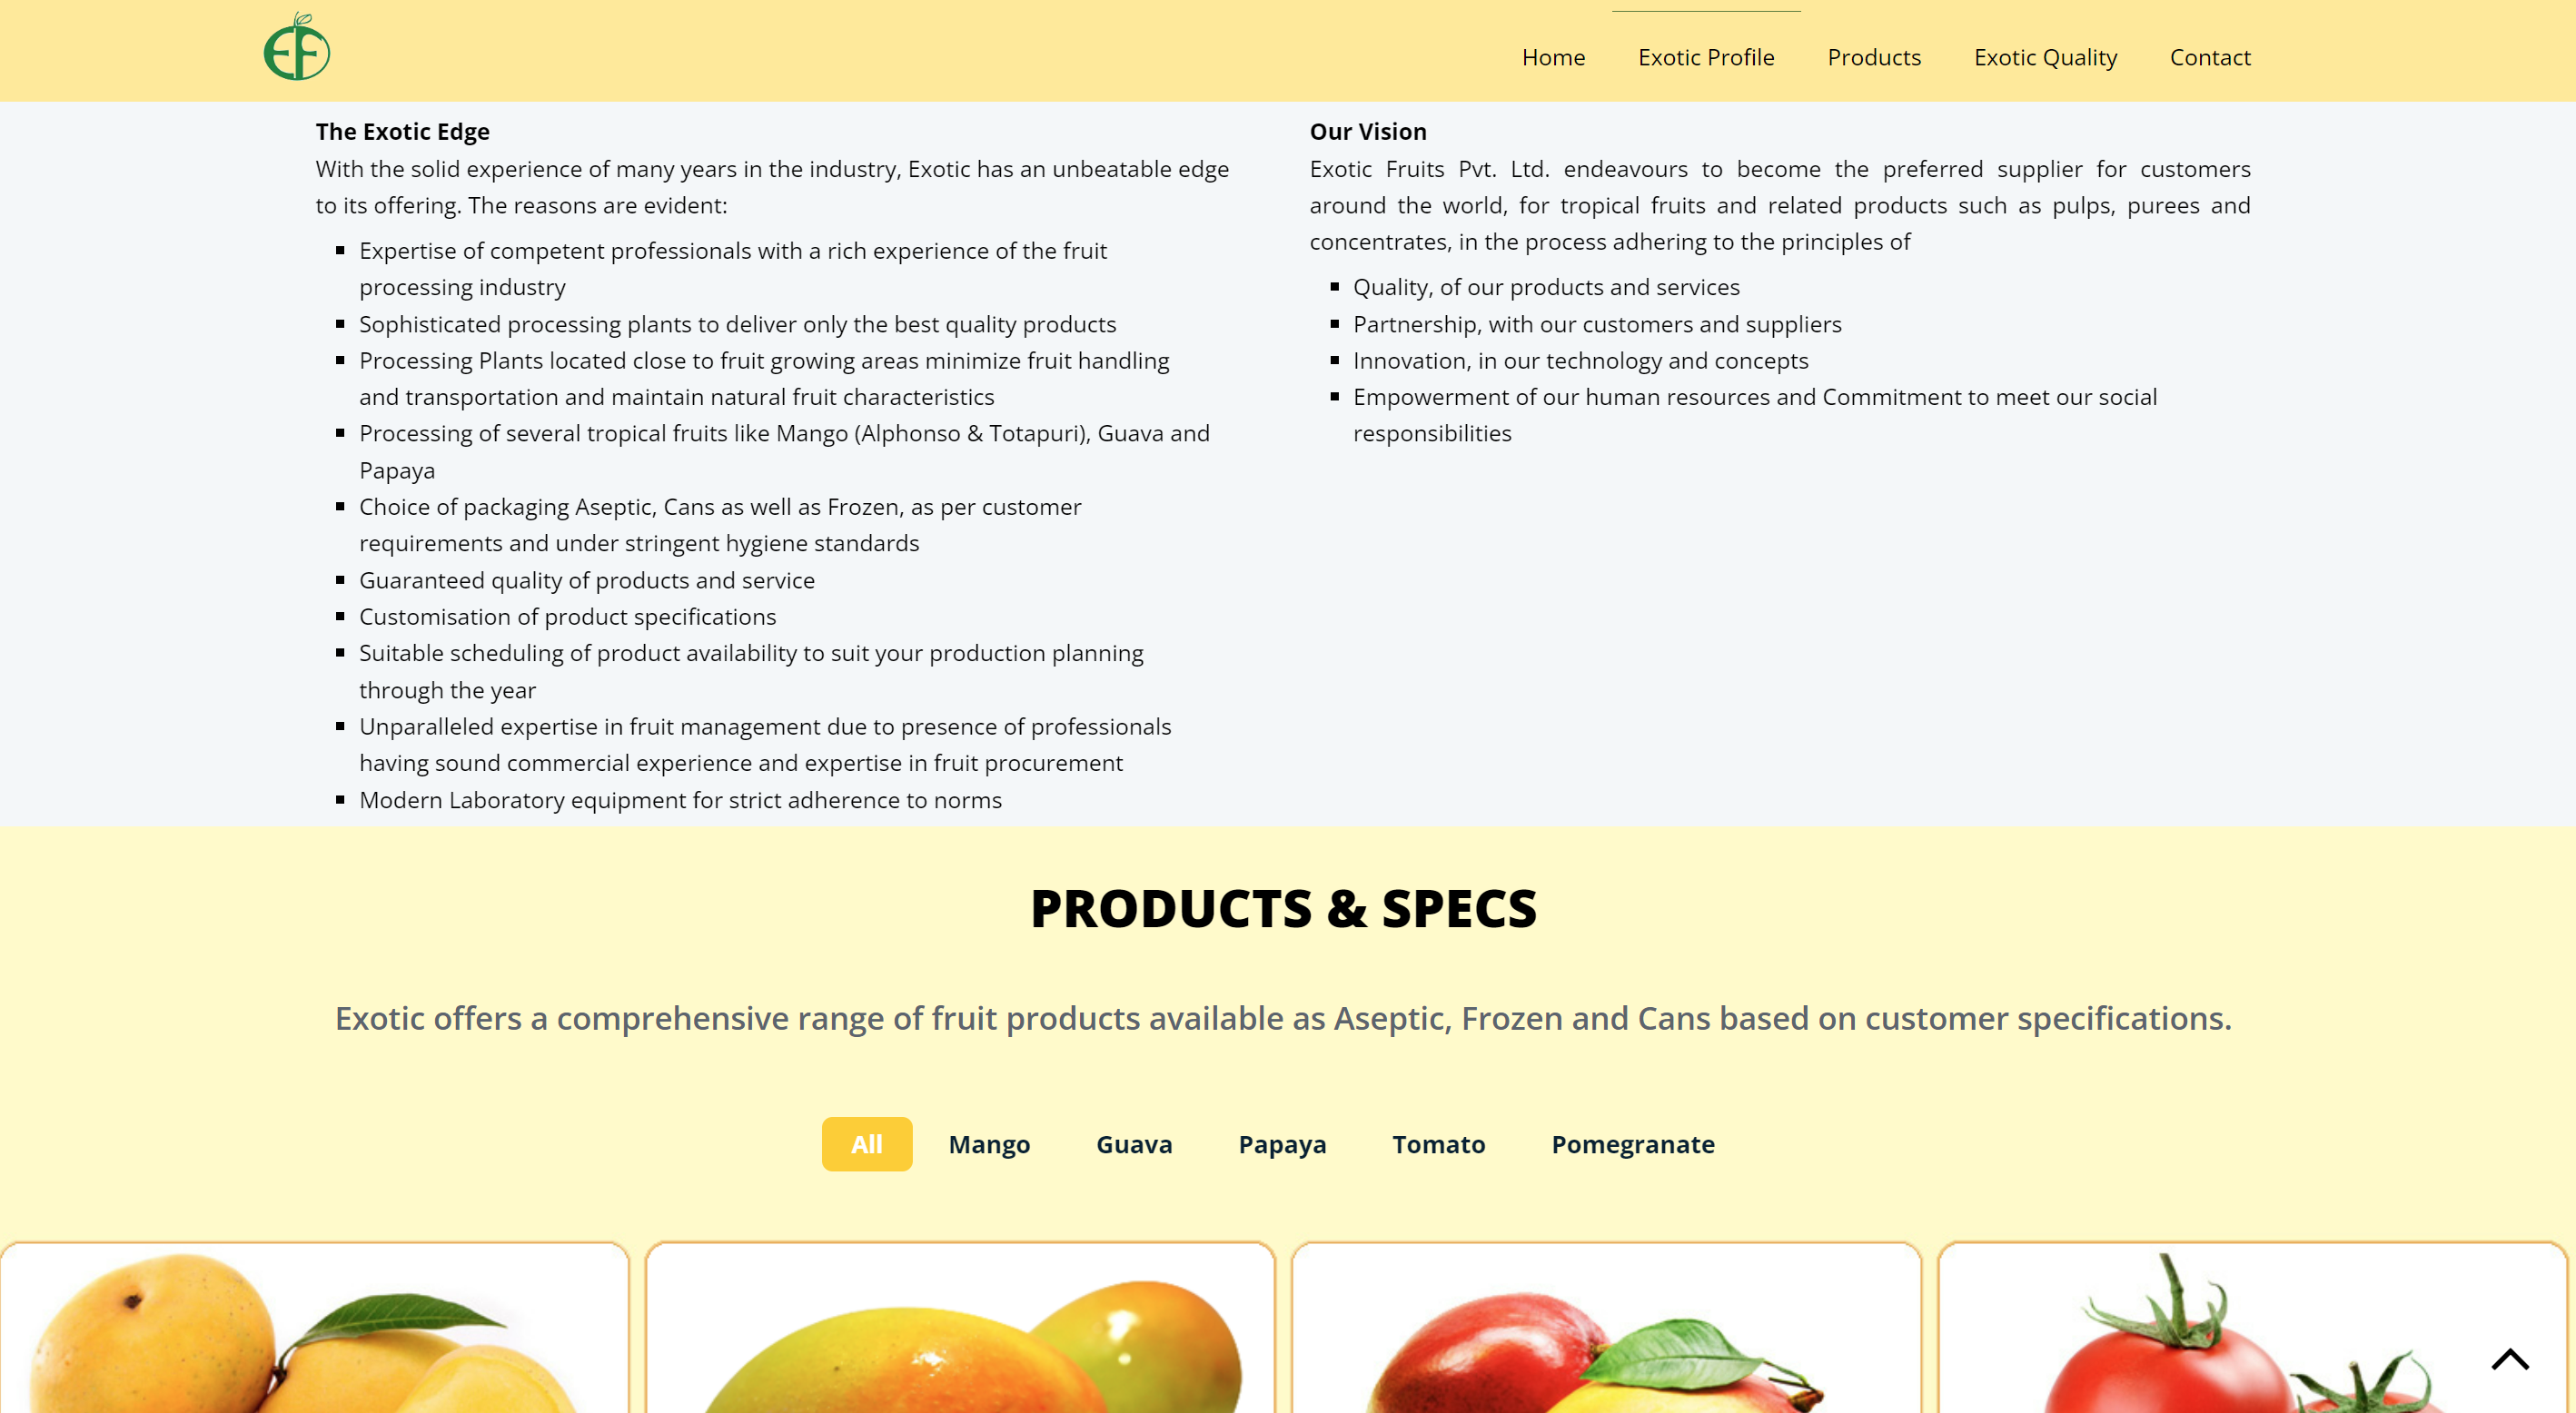 EF
Home Exotic Profile Products Exotic Quality Contact
The Exotic Edge
With the solid experience of many years in the industry, Exotic has an unbeatable edge
to its offering. The reasons are evident:
Expertise of competent professionals with a rich experience of the fruit
processing industry
Sophisticated processing plants to deliver only the best quality products
Processing Plants located close to fruit growing areas minimize fruit handling
and transportation and maintain natural fruit characteristics
Processing of several tropical fruits like Mango (Alphonso & Totapuri), Guava and
Papaya
Choice of packaging Aseptic, Cans as well as Frozen, as per customer
requirements and under stringent hygiene standards
Guaranteed quality of products and service
Customisation of product specifications
Suitable scheduling of product availability to suit your production planning
through the year
Unparalleled expertise in fruit management due to presence of professionals
having sound commercial experience and expertise in fruit procurement
Modern Laboratory equipment for strict adherence to norms
Our Vision
Exotic Fruits Pvt. Ltd. endeavours to become the preferred supplier for customers
around the world, for tropical fruits and related products such as pulps, purees and
concentrates, in the process adhering to the principles of
Quality, of our products and services
Partnership, with our customers and suppliers
Innovation, in our technology and concepts
Empowerment of our human resources and Commitment to meet our social
responsibilities
PRODUCTS & SPECS
Exotic offers a comprehensive range of fruit products available as Aseptic, Frozen and Cans based on customer specifications.
All Mango Guava Papaya Tomato Pomegranate